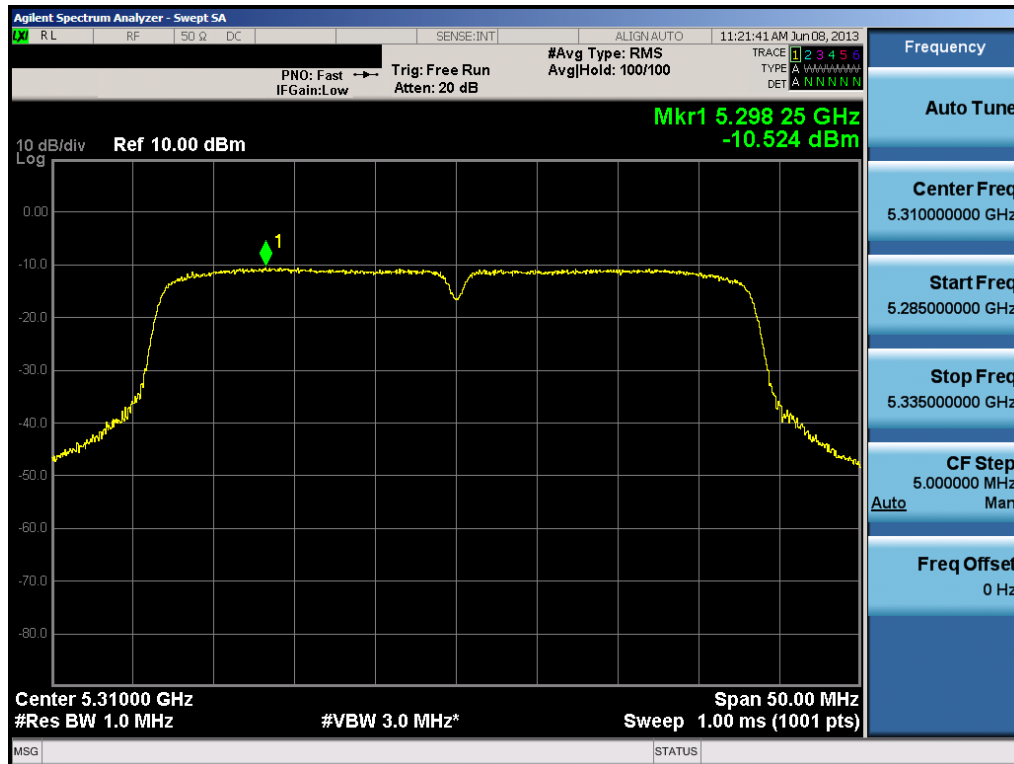 Agilent Spectrum Analyzer - Swept SA
LXI RL RF 50 Ω DC SENSE:INT ALIGN AUTO 11:21:41 AM Jun 08, 2013
PNO: Fast
IFGain:Low
Trig: Free Run
Atten: 20 dB
#Avg Type: RMS
Avg|Hold: 100/100
TRACE 1 2 3 4 5 6
TYPE A WWWWW
DET A N N N N N
Mkr1 5.298 25 GHz
-10.524 dBm
10 dB/div Ref 10.00 dBm
Log
1
0.00
-10.0
-20.0
-30.0
-40.0
-50.0
-60.0
-70.0
-80.0
Center 5.31000 GHz Span 50.00 MHz
#Res BW 1.0 MHz #VBW 3.0 MHz* Sweep 1.00 ms (1001 pts)
MSG STATUS
Frequency
Auto Tune
Center Freq
5.310000000 GHz
Start Freq
5.285000000 GHz
Stop Freq
5.335000000 GHz
CF Step
5.000000 MHz
Auto Man
Freq Offset
0 Hz